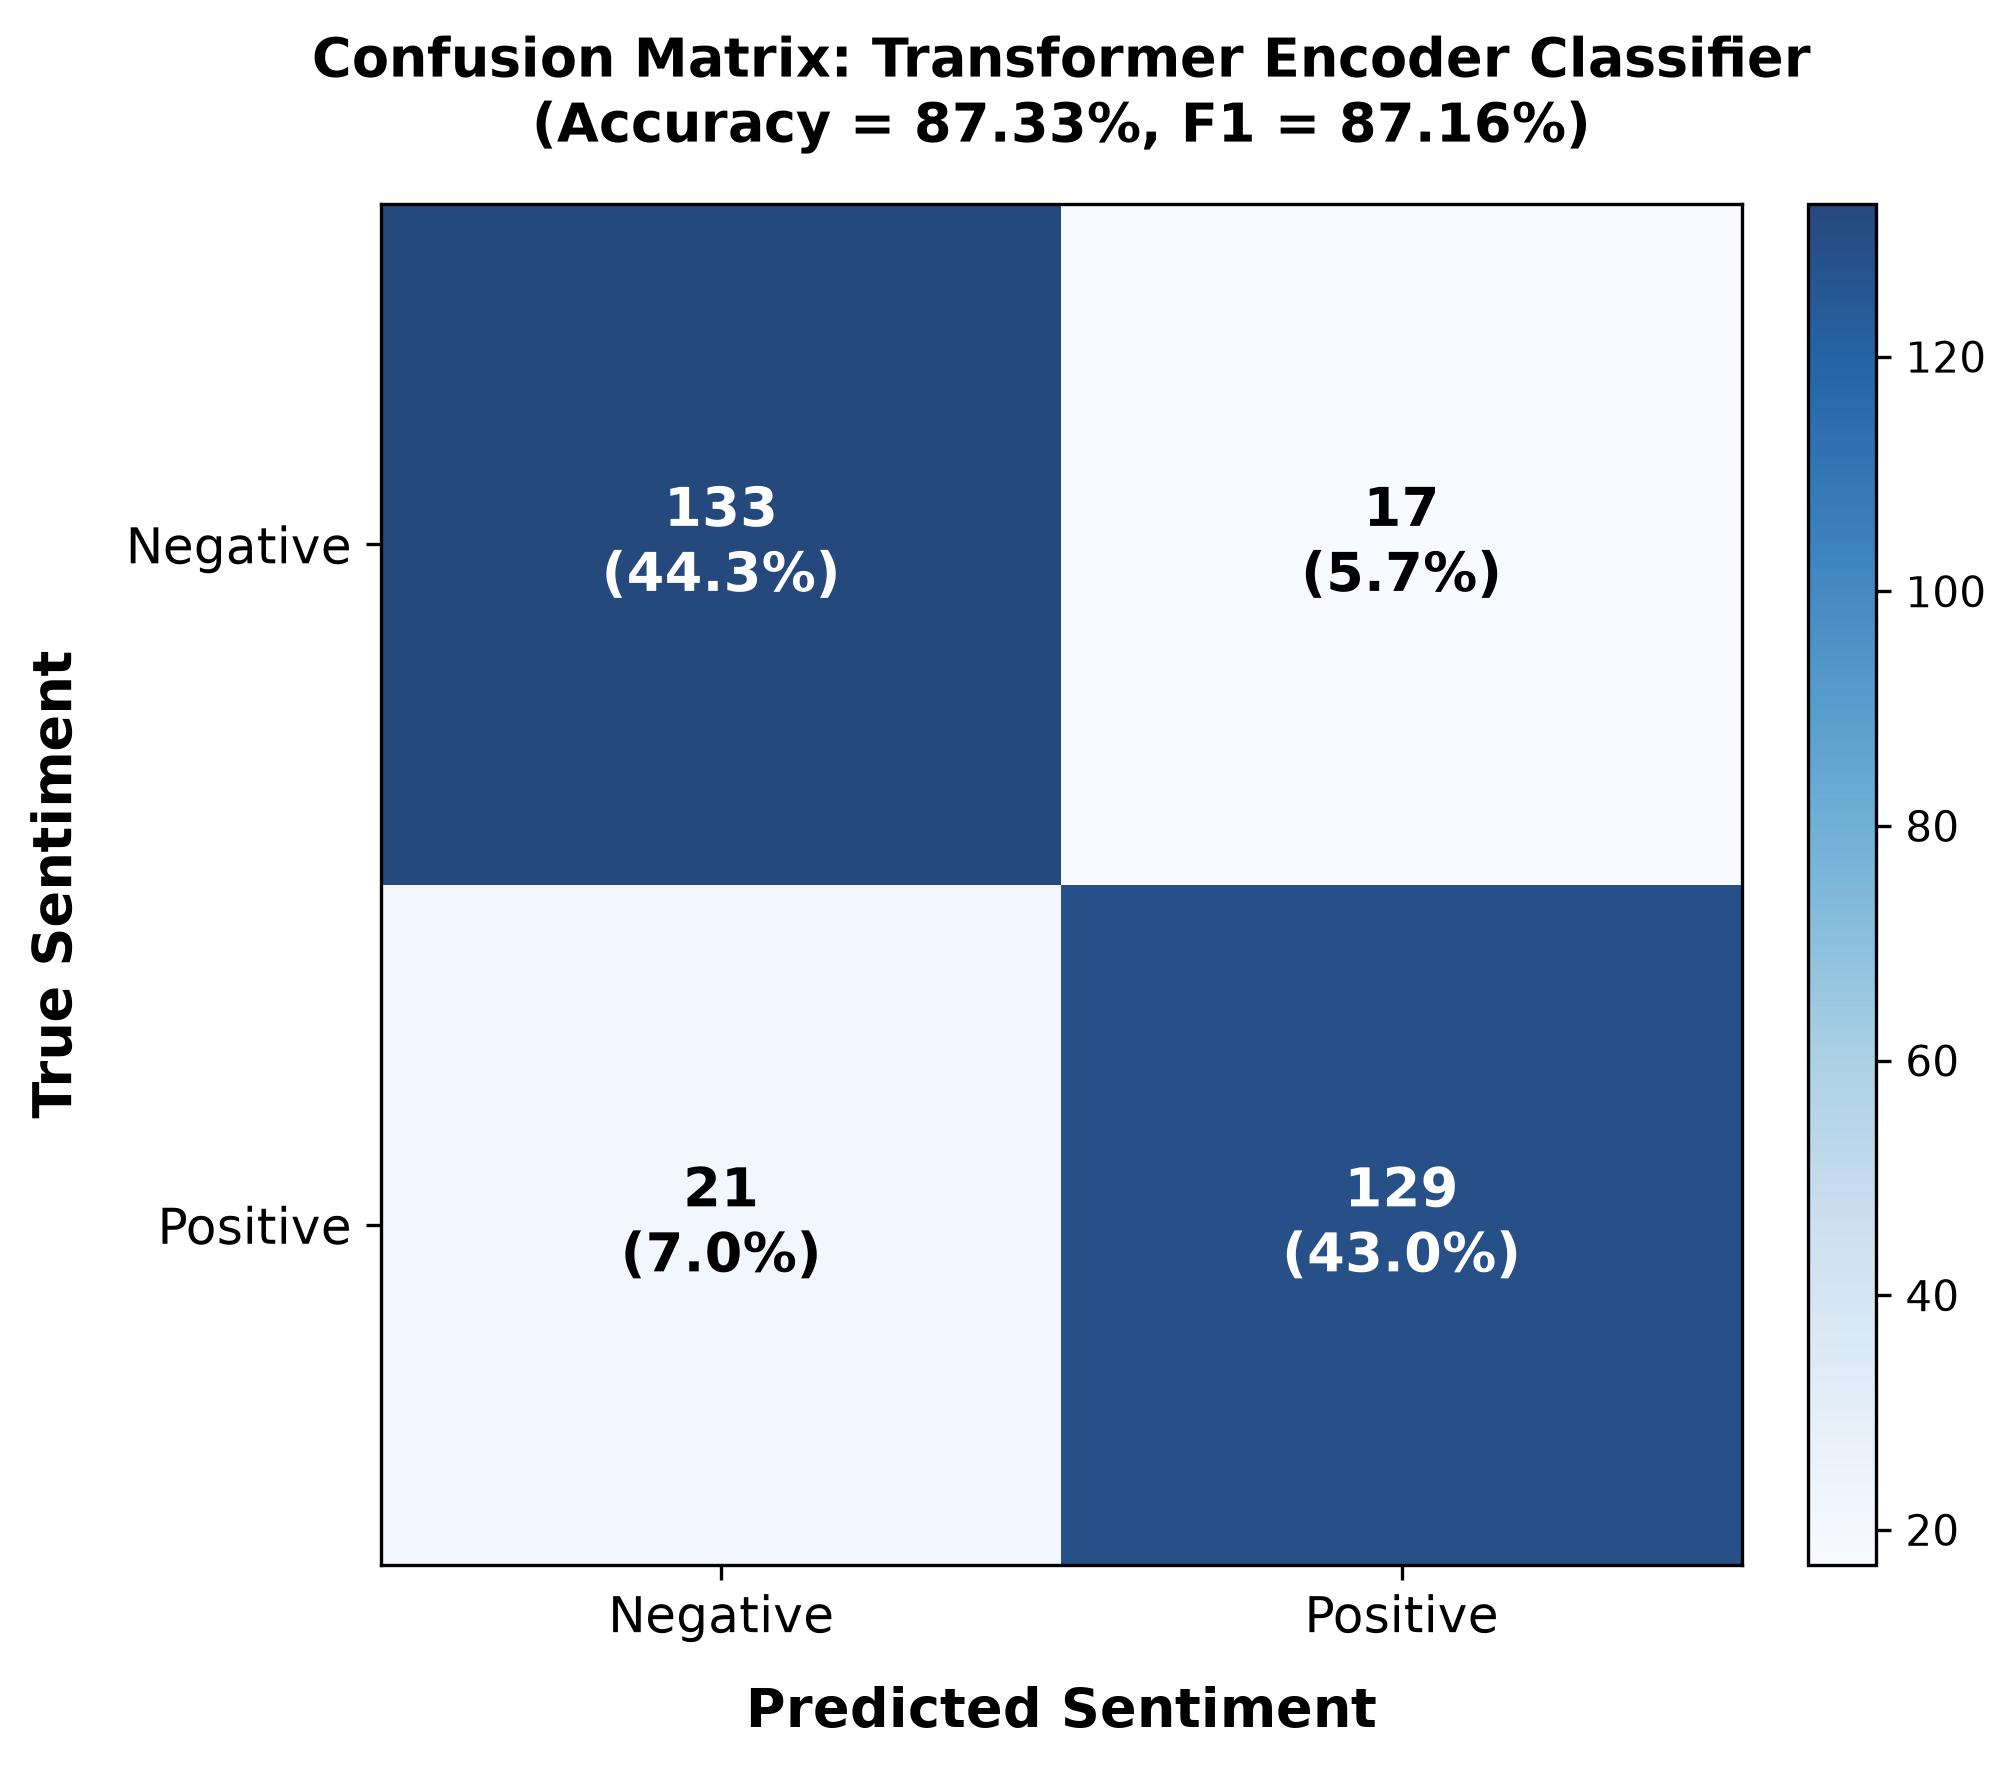 Confusion Matrix: Transformer Encoder Classifier
(Accuracy = 87.33%, F1 = 87.16%)
True Sentiment
Negative
133
(44.3%)
17
(5.7%)
Positive
21
(7.0%)
129
(43.0%)
Negative
Positive
Predicted Sentiment
120
100
80
60
40
20